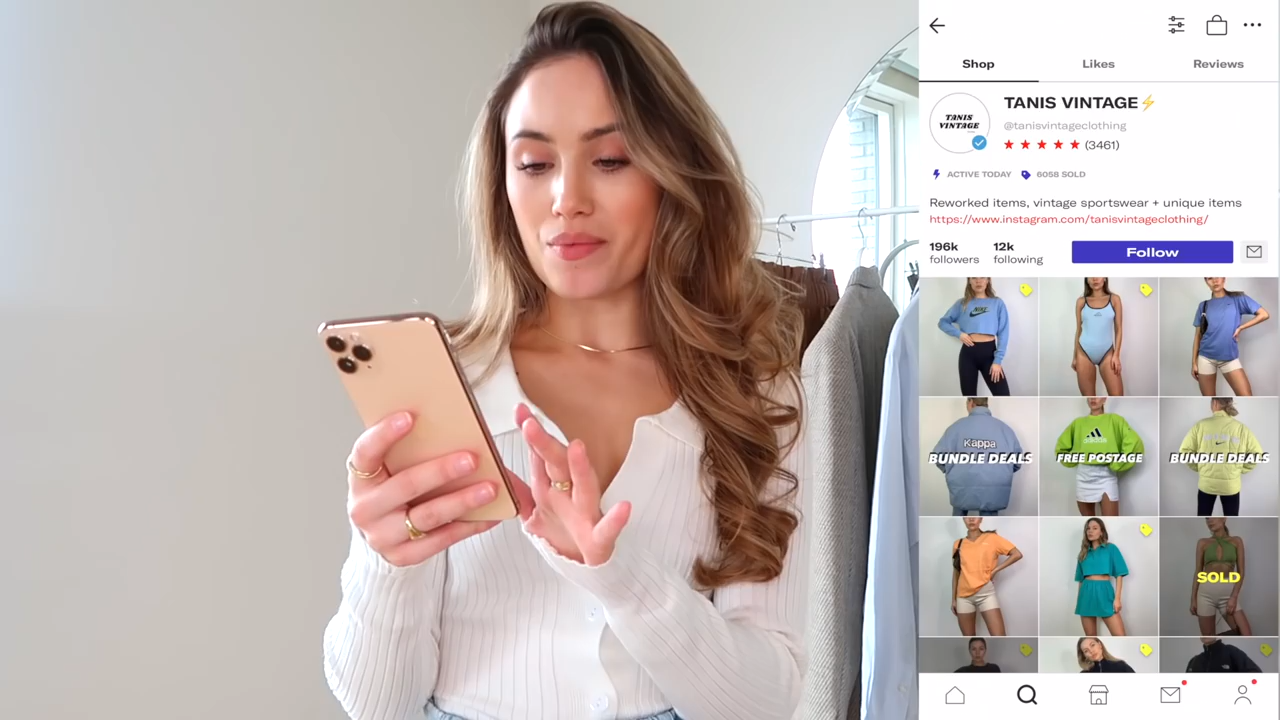 Shop Likes Reviews
TANIS VINTAGE⚡
TANIS
VINTAGE
@tanisvintageclothing
(3461)
ACTIVE TODAY 6058 SOLD
Reworked items, vintage sportswear + unique items
https://www.instagram.com/tanisvintageclothing/
196k 12k
followers following
Follow
NIKE
Kappa
BUNDLE DEALS
adidas
FREE POSTAGE
BUNDLE DEALS
SOLD